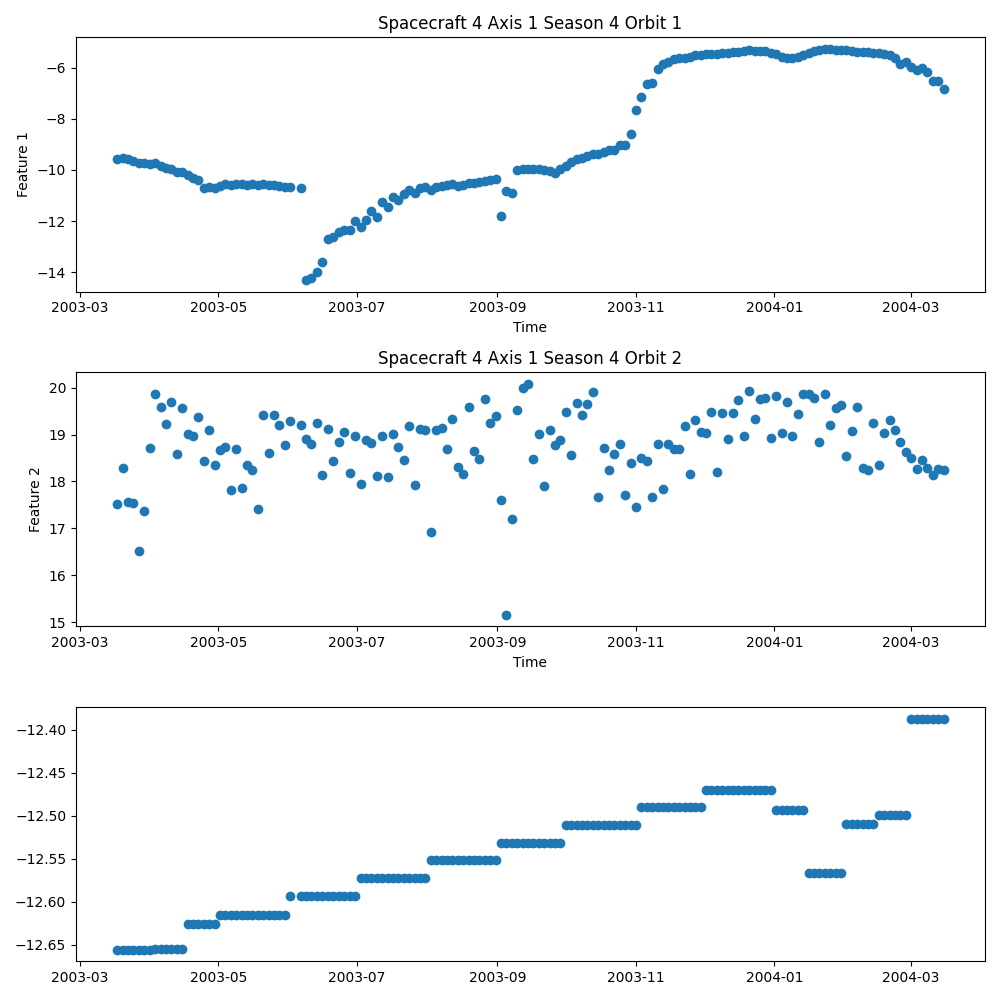 Spacecraft 4 Axis 1 Season 4 Orbit 1
−6
−8
−10
−12
−14
Feature 1
2003-03 2003-05 2003-07 2003-09 2003-11 2004-01 2004-03
Time
Spacecraft 4 Axis 1 Season 4 Orbit 2
20
19
18
17
16
15
Feature 2
2003-03 2003-05 2003-07 2003-09 2003-11 2004-01 2004-03
Time
−12.40
−12.45
−12.50
−12.55
−12.60
−12.65
2003-03 2003-05 2003-07 2003-09 2003-11 2004-01 2004-03